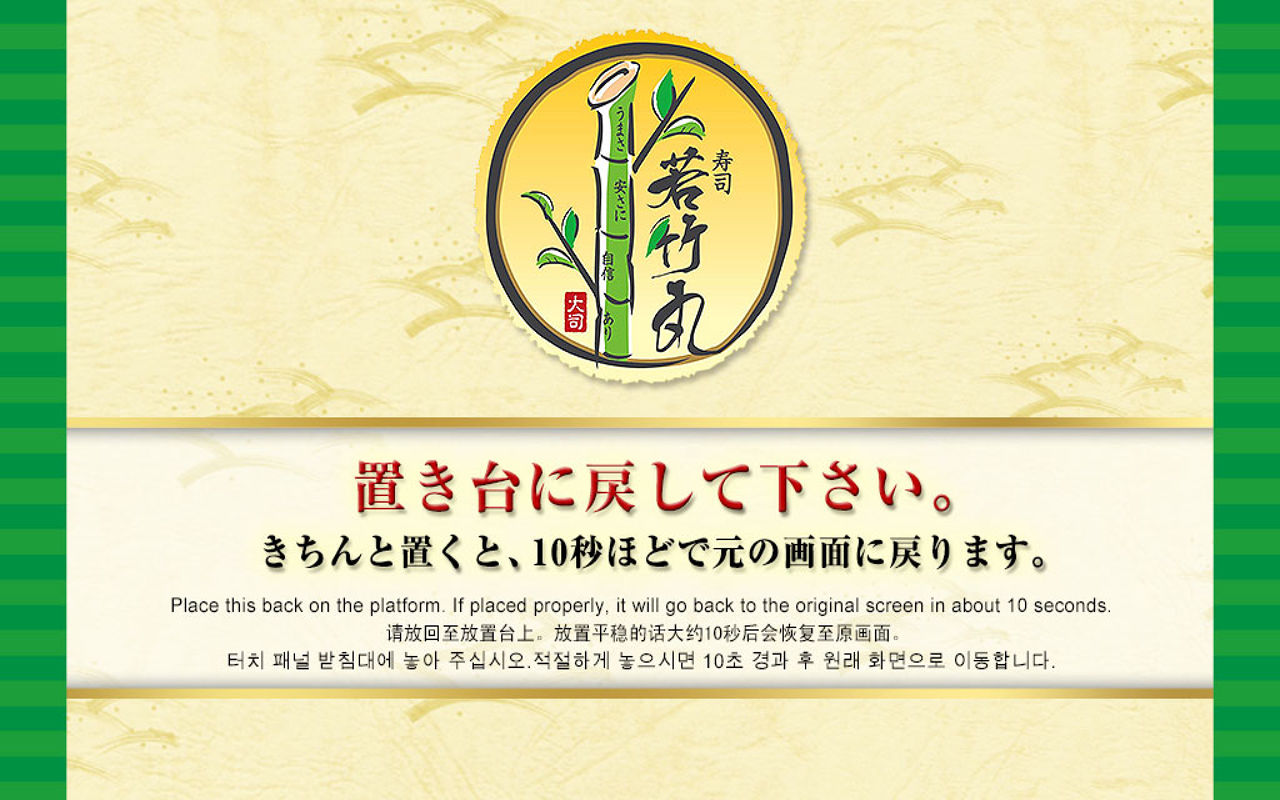 寿司
若竹丸
うまさ
安さに
自信
あり
大司
置き台に戻して下さい。
きちんと置くと、10秒ほどで元の画面に戻ります。
Place this back on the platform. If placed properly, it will go back to the original screen in about 10 seconds.
请放回至放置台上。放置平稳的话大约10秒后会恢复至原画面。
터치 패널 받침대에 놓아 주십시오.적절하게 놓으시면 10초 경과 후 원래 화면으로 이동합니다.